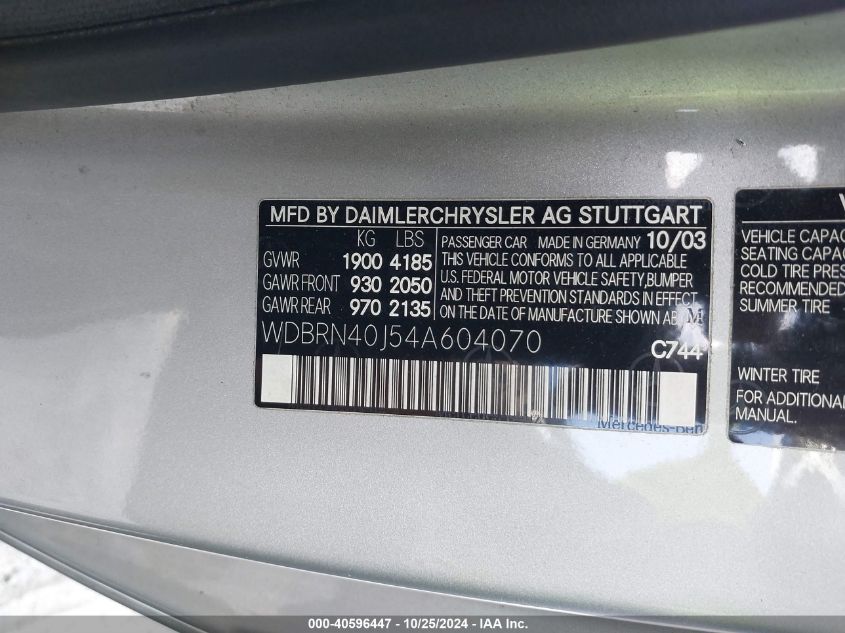 MFD BY DAIMLERCHRYSLER AG STUTTGART
KG LBS
GVWR 1900 4185
GAWR FRONT 930 2050
GAWR REAR 970 2135
PASSENGER CAR MADE IN GERMANY 10/03
THIS VEHICLE CONFORMS TO ALL APPLICABLE
U.S. FEDERAL MOTOR VEHICLE SAFETY,BUMPER
AND THEFT PREVENTION STANDARDS IN EFFECT
ON THE DATE OF MANUFACTURE SHOWN
WDBRN40J54A604070
C744
VEHICLE
SEATING
COLD TIRE
RECOMMENDED
SUMMER TIRE
WINTER TIRE
FOR ADDITIONAL
MANUAL.
000-40596447 - 10/25/2024 - IAA Inc.